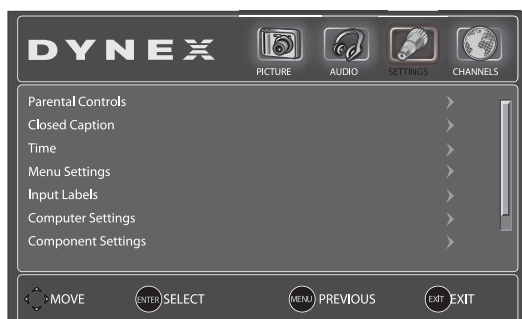 DYNEX
PICTURE AUDIO SETTINGS CHANNELS
Parental Controls
Closed Caption
Time
Menu Settings
Input Labels
Computer Settings
Component Settings
MOVE ENTER SELECT MENU PREVIOUS EXIT EXIT